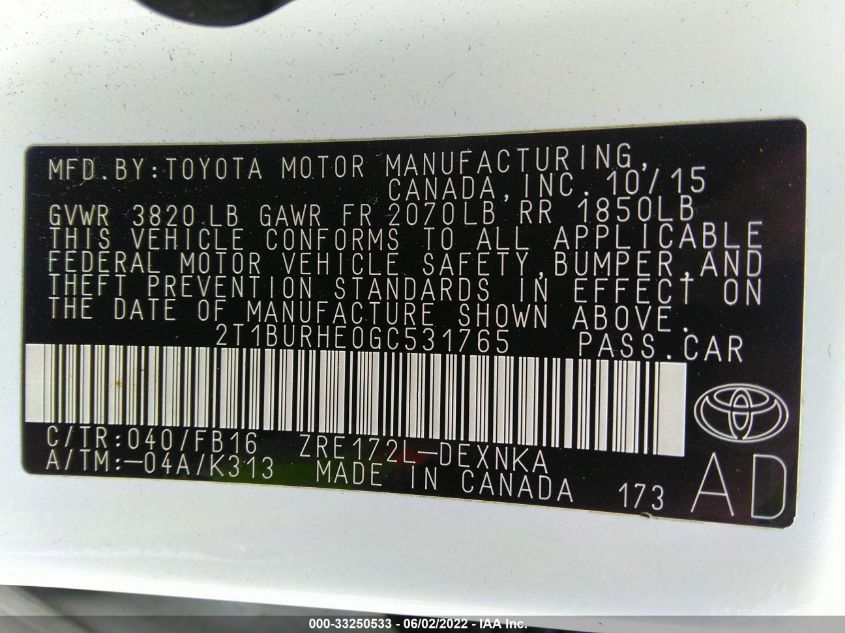 MFD.BY:TOYOTA MOTOR MANUFACTURING,
CANADA,INC. 10/15
GVWR 3820 LB GAWR FR 2070LB RR 1850LB
THIS VEHICLE CONFORMS TO ALL APPLICABLE
FEDERAL MOTOR VEHICLE SAFETY,BUMPER,AND
THEFT PREVENTION STANDARDS IN EFFECT ON
THE DATE OF MANUFACTURE SHOWN ABOVE.
2T1BURHE0GC531765 PASS.CAR
C/TR:040/FB16 ZRE172L-DEXNKA
A/TM:-04A/K313 MADE IN CANADA 173
AD
000-33250533 - 06/02/2022 - IAA Inc.